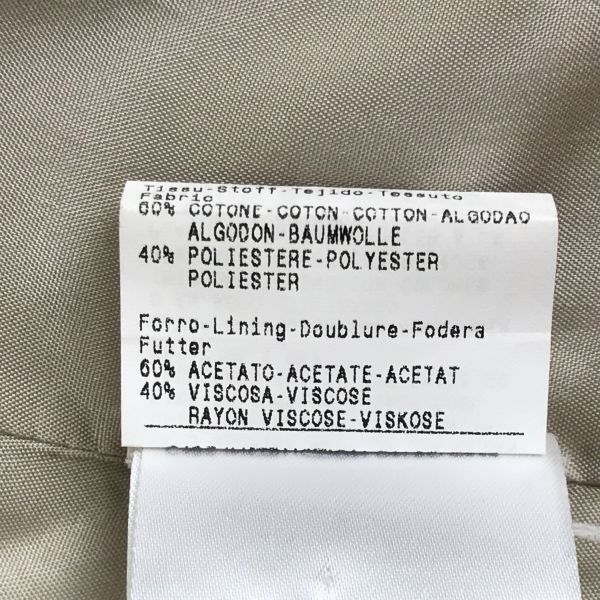 Tissu-Stoff-Tejido-Tessuto
Fabric
60% COTONE-COTON-COTTON-ALGODAO
ALGODON-BAUMWOLLE
40% POLIESTERE-POLYESTER
POLIESTER
Forro-Lining-Doublure-Fodera
Futter
60% ACETATO-ACETATE-ACETAT
40% VISCOSA-VISCOSE
RAYON VISCOSE-VISKOSE